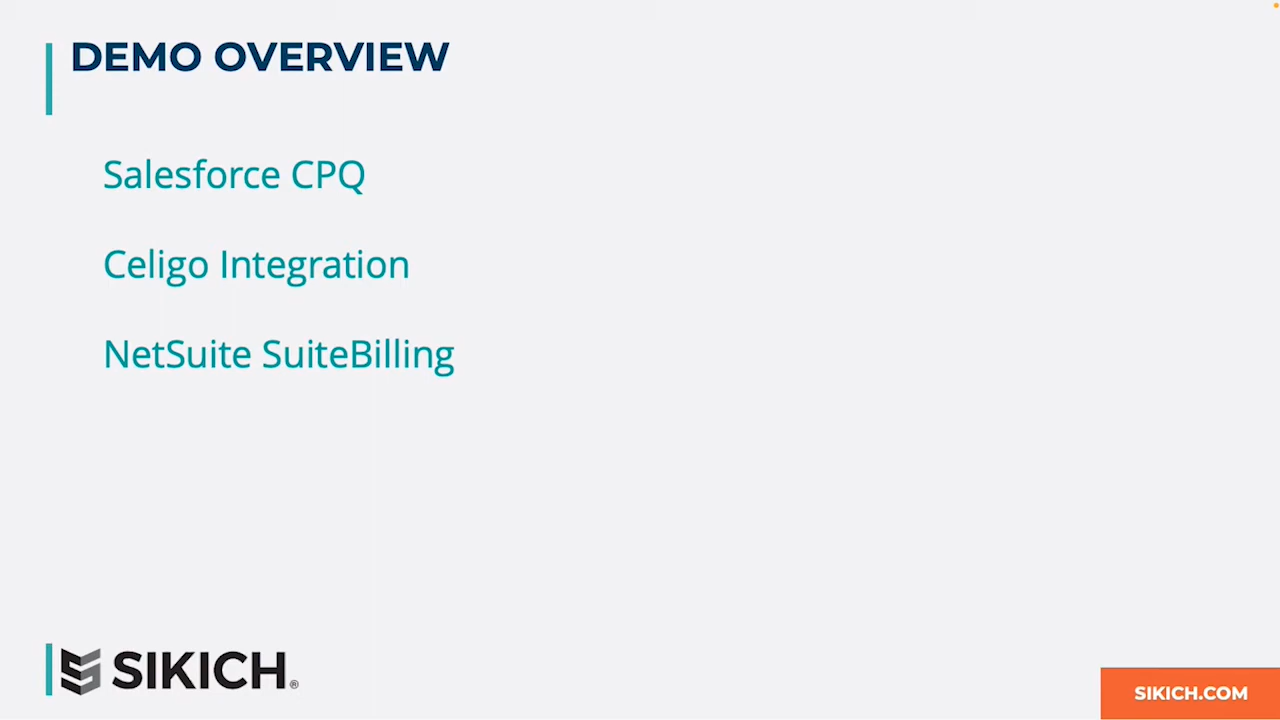 DEMO OVERVIEW
Salesforce CPQ
Celigo Integration
NetSuite SuiteBilling
SIKICH®
SIKICH.COM